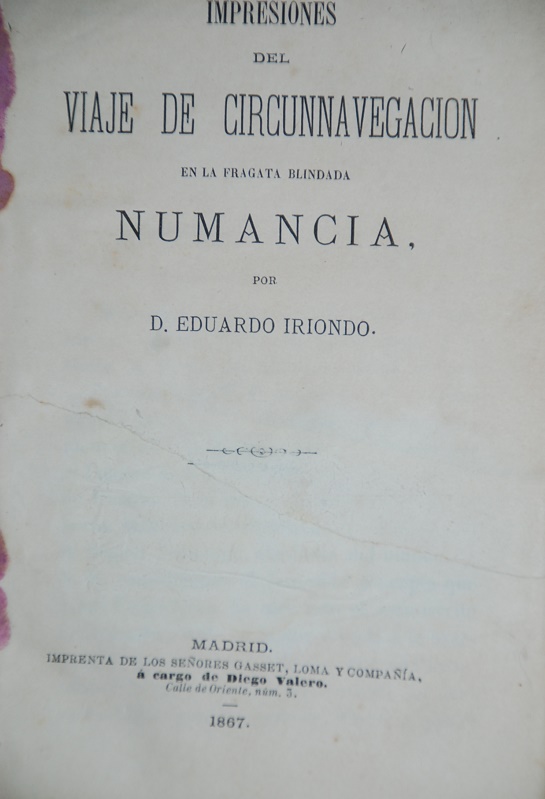 IMPRESIONES
DEL
VIAJE DE CIRCUNNAVEGACION
EN LA FRAGATA BLINDADA
NUMANCIA,
POR
D. EDUARDO IRIONDO.
MADRID.
IMPRENTA DE LOS SEÑORES GASSET, LOMA Y COMPAÑÍA,
á cargo de Diego Valero.
Calle de Oriente, núm. 3.
1867.